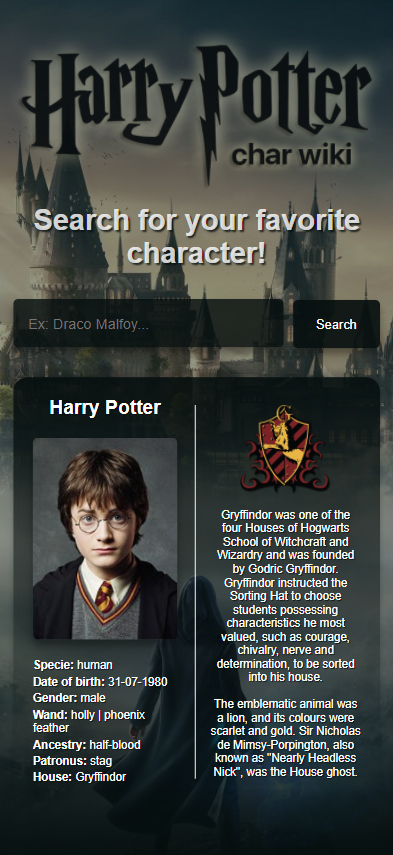 Harry Potter
char wiki
Search for your favorite
character!
Ex: Draco Malfoy...
Search
Harry Potter
Specie: human
Date of birth: 31-07-1980
Gender: male
Wand: holly | phoenix
feather
Ancestry: half-blood
Patronus: stag
House: Gryffindor
Gryffindor was one of the
four Houses of Hogwarts
School of Witchcraft and
Wizardry and was founded
by Godric Gryffindor.
Gryffindor instructed the
Sorting Hat to choose
students possessing
characteristics he most
valued, such as courage,
chivalry, nerve and
determination, to be sorted
into his house.
The emblematic animal was
a lion, and its colours were
scarlet and gold. Sir Nicholas
de Mimsy-Porpington, also
known as "Nearly Headless
Nick", was the House ghost.